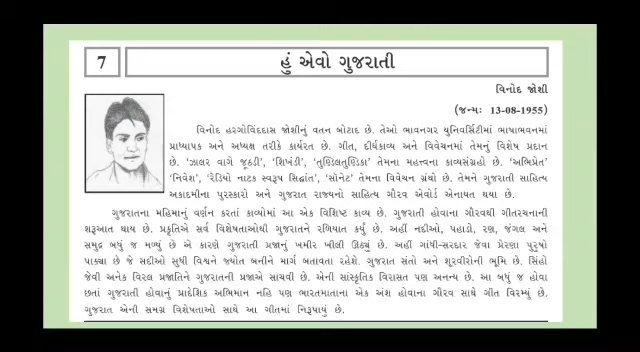 7
હું એવો ગુજરાતી
વિનોદ જોશી
(જન્મ: 13-08-1955)
વિનોદ હરગોવિંદદાસ જોશીનું વતન બોટાદ છે. તેઓ ભાવનગર યુનિવર્સિટીમાં ભાષાભવનમાં
પ્રાધ્યાપક અને અધ્યક્ષ તરીકે કાર્યરત છે. ગીત, દીર્ઘકાવ્ય અને વિવેચનમાં તેમનું વિશેષ પ્રદાન
છે. ‘ઝાલર વાગે જૂઠડી’, ‘શિખંડી’, ‘તુણ્ડિલતુણ્ડિકા’ તેમના મહત્ત્વના કાવ્યસંગ્રહો છે. ‘અભિપ્રેત’
‘નિવેશ’, ‘રેડિયો નાટક સ્વરૂપ સિદ્ધાંત’, ‘સોનેટ’ તેમના વિવેચન ગ્રંથો છે. તેમને ગુજરાતી સાહિત્ય
અકાદમીના પુરસ્કારો અને ગુજરાત રાજ્યનો સાહિત્ય ગૌરવ એવોર્ડ એનાયત થયા છે.
ગુજરાતના મહિમાનું વર્ણન કરતાં કાવ્યોમાં આ એક વિશિષ્ટ કાવ્ય છે. ગુજરાતી હોવાના ગૌરવથી ગીતરચનાની
શરૂઆત થાય છે. પ્રકૃતિએ સર્વ વિશેષતાઓથી ગુજરાતને રળિયાત કર્યું છે. અહીં નદીઓ, પહાડો, રણ, જંગલ અને
સમુદ્ર બધું જ મળ્યું છે એ કારણે ગુજરાતી પ્રજાનું ખમીર ખીલી ઊઠ્યું છે. અહીં ગાંધી-સરદાર જેવા પ્રેરણા પુરુષો
પાક્યા છે જે સદીઓ સુધી વિશ્વને જ્યોત બનીને માર્ગ બતાવતા રહેશે. ગુજરાત સંતો અને શૂરવીરોની ભૂમિ છે. સિંહો
જેવી અનેક વિરલ પ્રજાતિને ગુજરાતની પ્રજાએ સાચવી છે. એની સાંસ્કૃતિક વિરાસત પણ અનન્ય છે. આ બધું જ હોવા
છતાં ગુજરાતી હોવાનું પ્રાદેશિક અભિમાન નહિ પણ ભારતમાતાના એક અંશ હોવાના ગૌરવ સાથે ગીત વિરમ્યું છે.
ગુજરાત એની સમગ્ર વિશેષતાઓ સાથે આ ગીતમાં નિરૂપાયું છે.